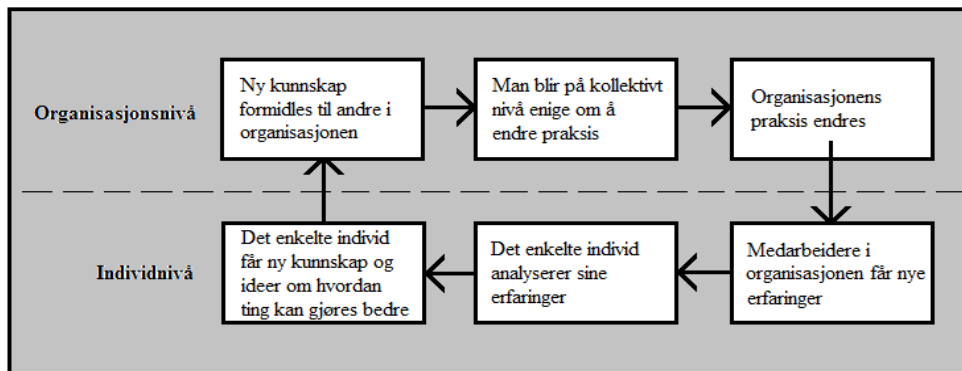 Organisasjonsnivå
Ny kunnskap
formidles til andre i
organisasjonen
Man blir på kollektivt
nivå enige om å
endre praksis
Organisasjonens
praksis endres
Individnivå
Det enkelte individ
får ny kunnskap og
ideer om hvordan
ting kan gjøres bedre
Det enkelte individ
analyserer sine
erfaringer
Medarbeidere i
organisasjonen får nye
erfaringer